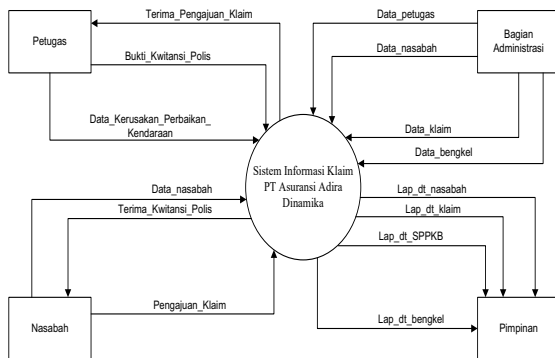 Petugas
Terima_Pengajuan_Klaim
Bukti_Kwitansi_Polis
Data_Kerusakan_Perbaikan_
Kendaraan
Data_petugas
Data_nasabah
Data_klaim
Data_bengkel
Bagian
Administrasi
Sistem Informasi Klaim
PT Asuransi Adira
Dinamika
Data_nasabah
Terima_Kwitansi_Polis
Pengajuan_Klaim
Nasabah
Lap_dt_nasabah
Lap_dt_klaim
Lap_dt_SPPKB
Lap_dt_bengkel
Pimpinan